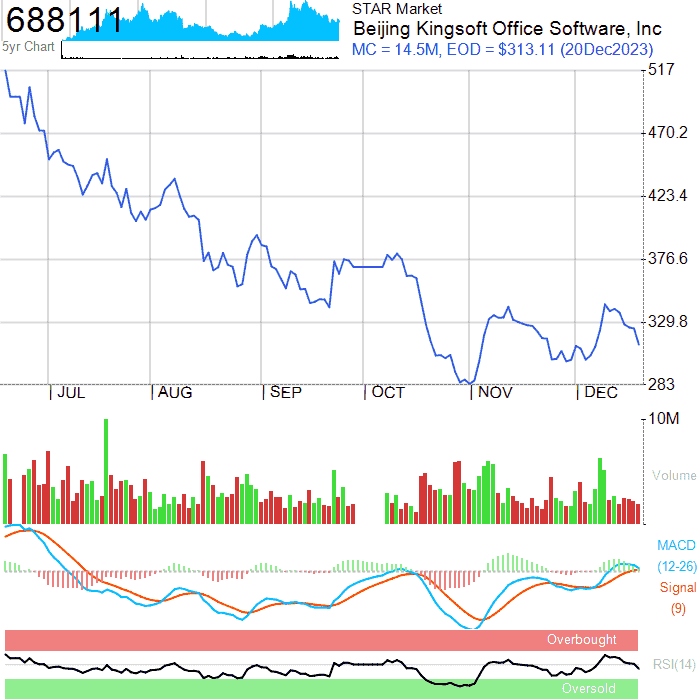 688111
STAR Market
Beijing Kingsoft Office Software, Inc
5yr Chart
MC = 14.5M, EOD = $313.11 (20Dec2023)
517
470.2
423.4
376.6
329.8
283
JUL
AUG
SEP
OCT
NOV
DEC
10M
Volume
MACD
(12-26)
Signal
(9)
Overbought
RSI(14)
Oversold